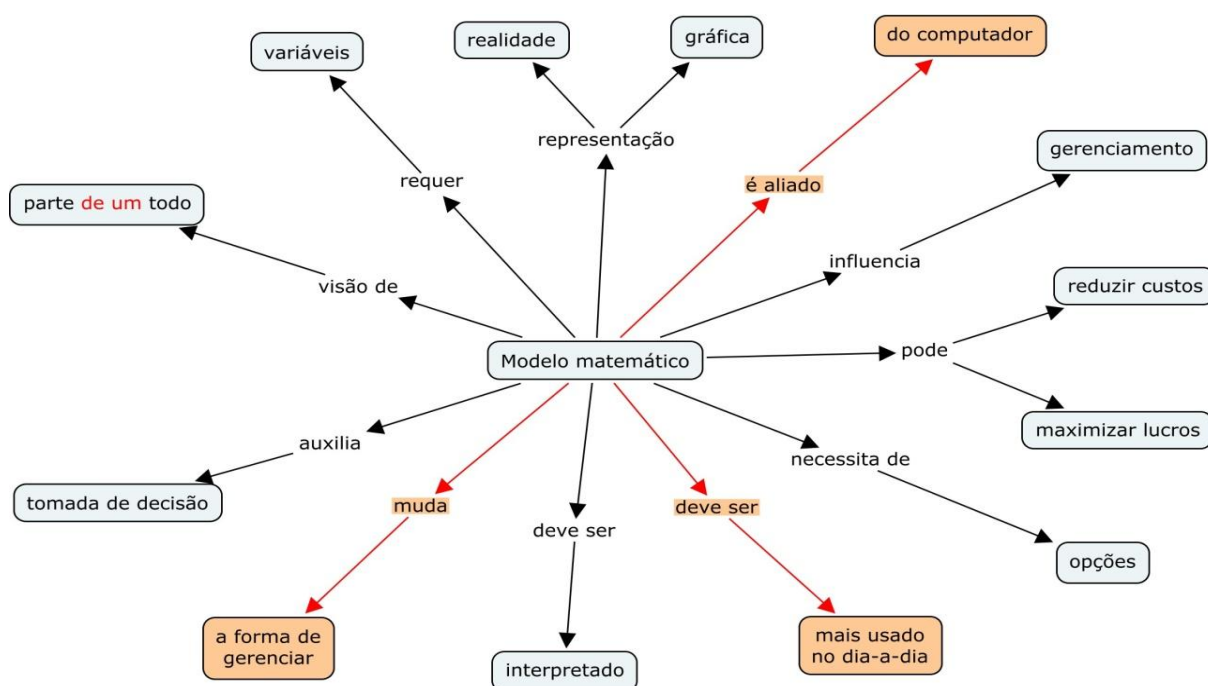 realidade
gráfica
do computador
variáveis
representação
gerenciamento
requer
é aliado
parte de um todo
influencia
visão de
reduzir custos
Modelo matemático
pode
auxilia
maximizar lucros
necessita de
tomada de decisão
muda
deve ser
deve ser
opções
a forma de
gerenciar
interpretado
mais usado
no dia-a-dia